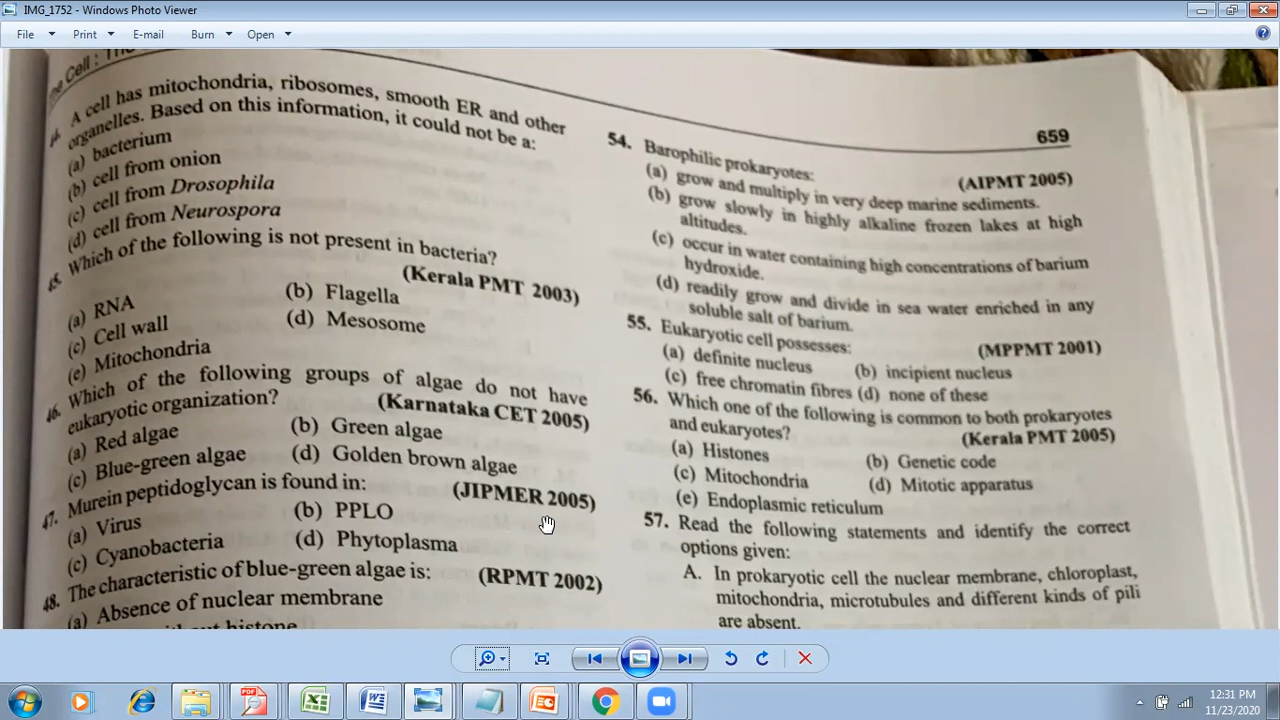 IMG_1752 - Windows Photo Viewer
File Print E-mail Burn Open
The Cell : The
A cell has mitochondria, ribosomes, smooth ER and other
organelles. Based on this information, it could not be a:
(a) bacterium
(b) cell from onion
(c) cell from Drosophila
(d) cell from Neurospora
45. Which of the following is not present in bacteria?
(Kerala PMT 2003)
(a) RNA (b) Flagella
(c) Cell wall (d) Mesosome
(e) Mitochondria
46. Which of the following groups of algae do not have
eukaryotic organization? (Karnataka CET 2005)
(a) Red algae (b) Green algae
(c) Blue-green algae (d) Golden brown algae
47. Murein peptidoglycan is found in: (JIPMER 2005)
(a) Virus (b) PPLO
(c) Cyanobacteria (d) Phytoplasma
48. The characteristic of blue-green algae is: (RPMT 2002)
(a) Absence of nuclear membrane
histone
659
54. Barophilic prokaryotes: (AIPMT 2005)
(a) grow and multiply in very deep marine sediments.
(b) grow slowly in highly alkaline frozen lakes at high
altitudes.
(c) occur in water containing high concentrations of barium
hydroxide.
(d) readily grow and divide in sea water enriched in any
soluble salt of barium.
55. Eukaryotic cell possesses: (MPPMT 2001)
(a) definite nucleus (b) incipient nucleus
(c) free chromatin fibres (d) none of these
56. Which one of the following is common to both prokaryotes
and eukaryotes? (Kerala PMT 2005)
(a) Histones (b) Genetic code
(c) Mitochondria (d) Mitotic apparatus
(e) Endoplasmic reticulum
57. Read the following statements and identify the correct
options given:
A. In prokaryotic cell the nuclear membrane, chloroplast,
mitochondria, microtubules and different kinds of pili
are absent.
12:31 PM
11/23/2020